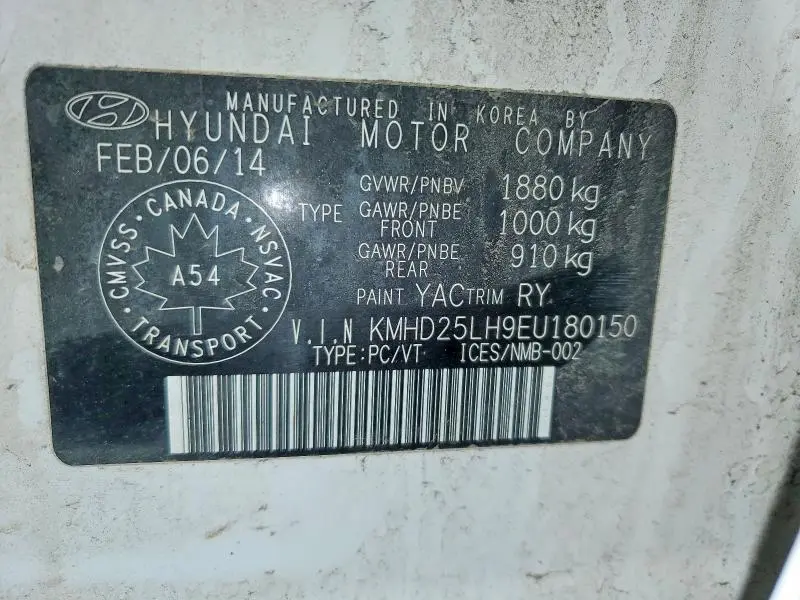 MANUFACTURED IN KOREA BY
HYUNDAI MOTOR COMPANY
FEB/06/14
GVWR/PNBV 1880 kg
TYPE GAWR/PNBE FRONT 1000 kg
GAWR/PNBE REAR 910 kg
CMVSS · CANADA · NSVAC · TRANSPORT ·
A54
PAINT YAC TRIM RY
V.I.N KMHD25LH9EU180150
TYPE:PC/VT ICES/NMB-002